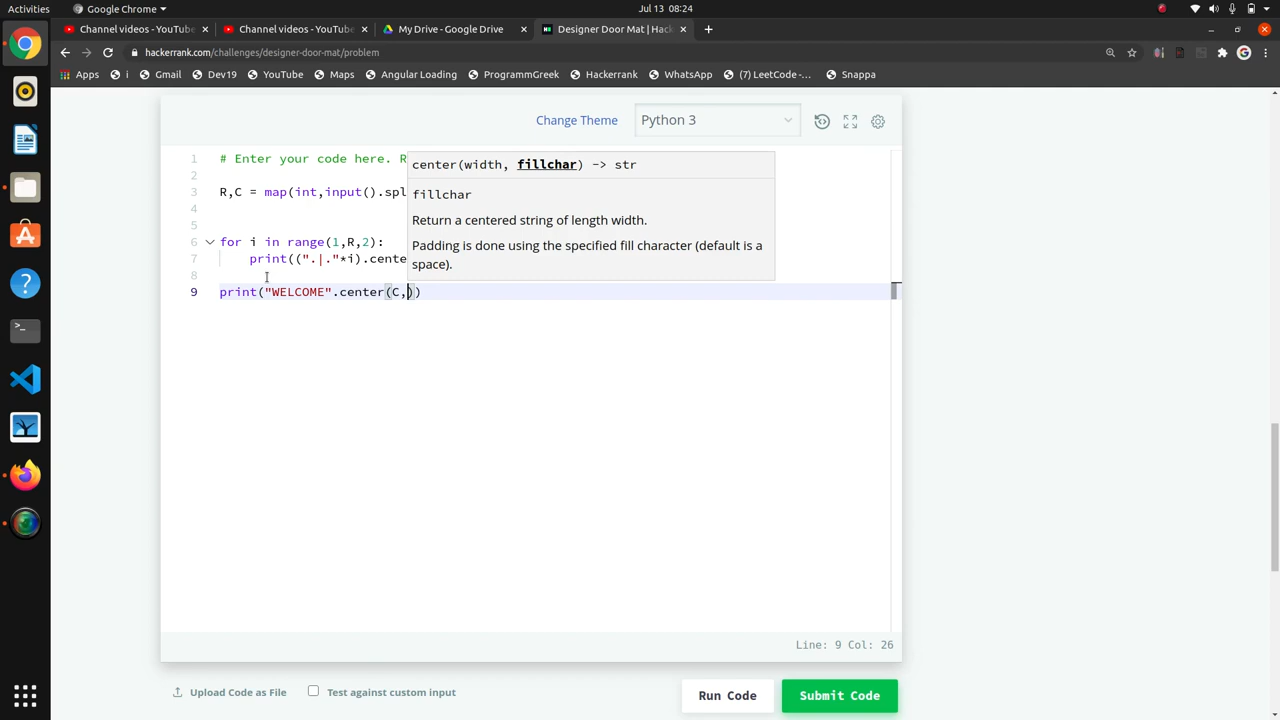 Activities
Google Chrome
Jul 13 08:24
Channel videos - YouTube
Channel videos - YouTube
My Drive - Google Drive
Designer Door Mat | Hack
hackerrank.com/challenges/designer-door-mat/problem
Apps
i
Gmail
Dev19
YouTube
Maps
Angular Loading
ProgrammGreek
Hackerrank
WhatsApp
(7) LeetCode -...
Snappa
Change Theme
Python 3
1 # Enter your code here. R
2
3 R,C = map(int,input().spl
4
5
6 for i in range(1,R,2):
7 print((".|."*i).cente
8
9 print("WELCOME".center(C,))
center(width, fillchar) -> str
fillchar
Return a centered string of length width.
Padding is done using the specified fill character (default is a
space).
Line: 9 Col: 26
Upload Code as File
Test against custom input
Run Code
Submit Code